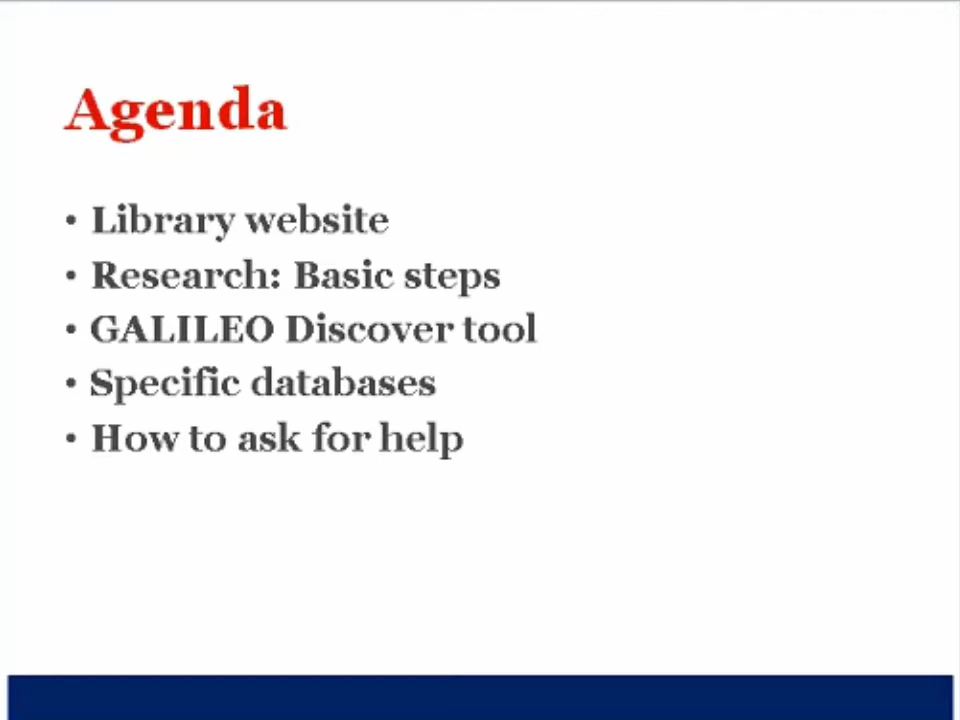 Agenda
• Library website
• Research: Basic steps
• GALILEO Discover tool
• Specific databases
• How to ask for help